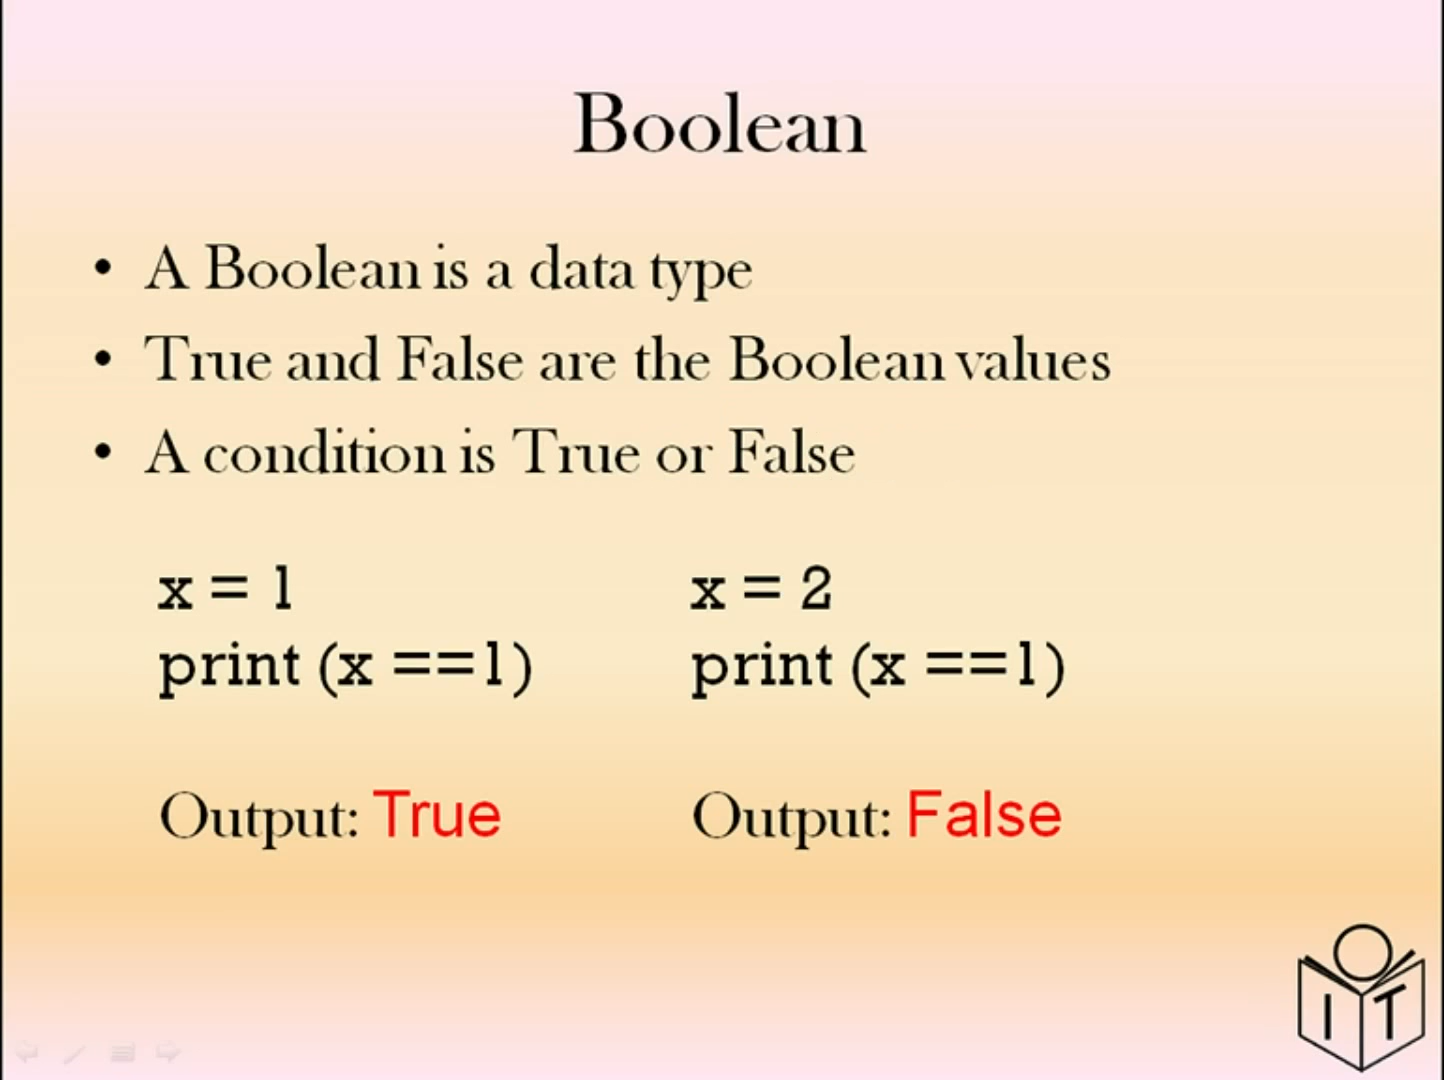 Boolean
• A Boolean is a data type
• True and False are the Boolean values
• A condition is True or False
x = 1
print (x ==1)
Output: True
x = 2
print (x ==1)
Output: False
I T